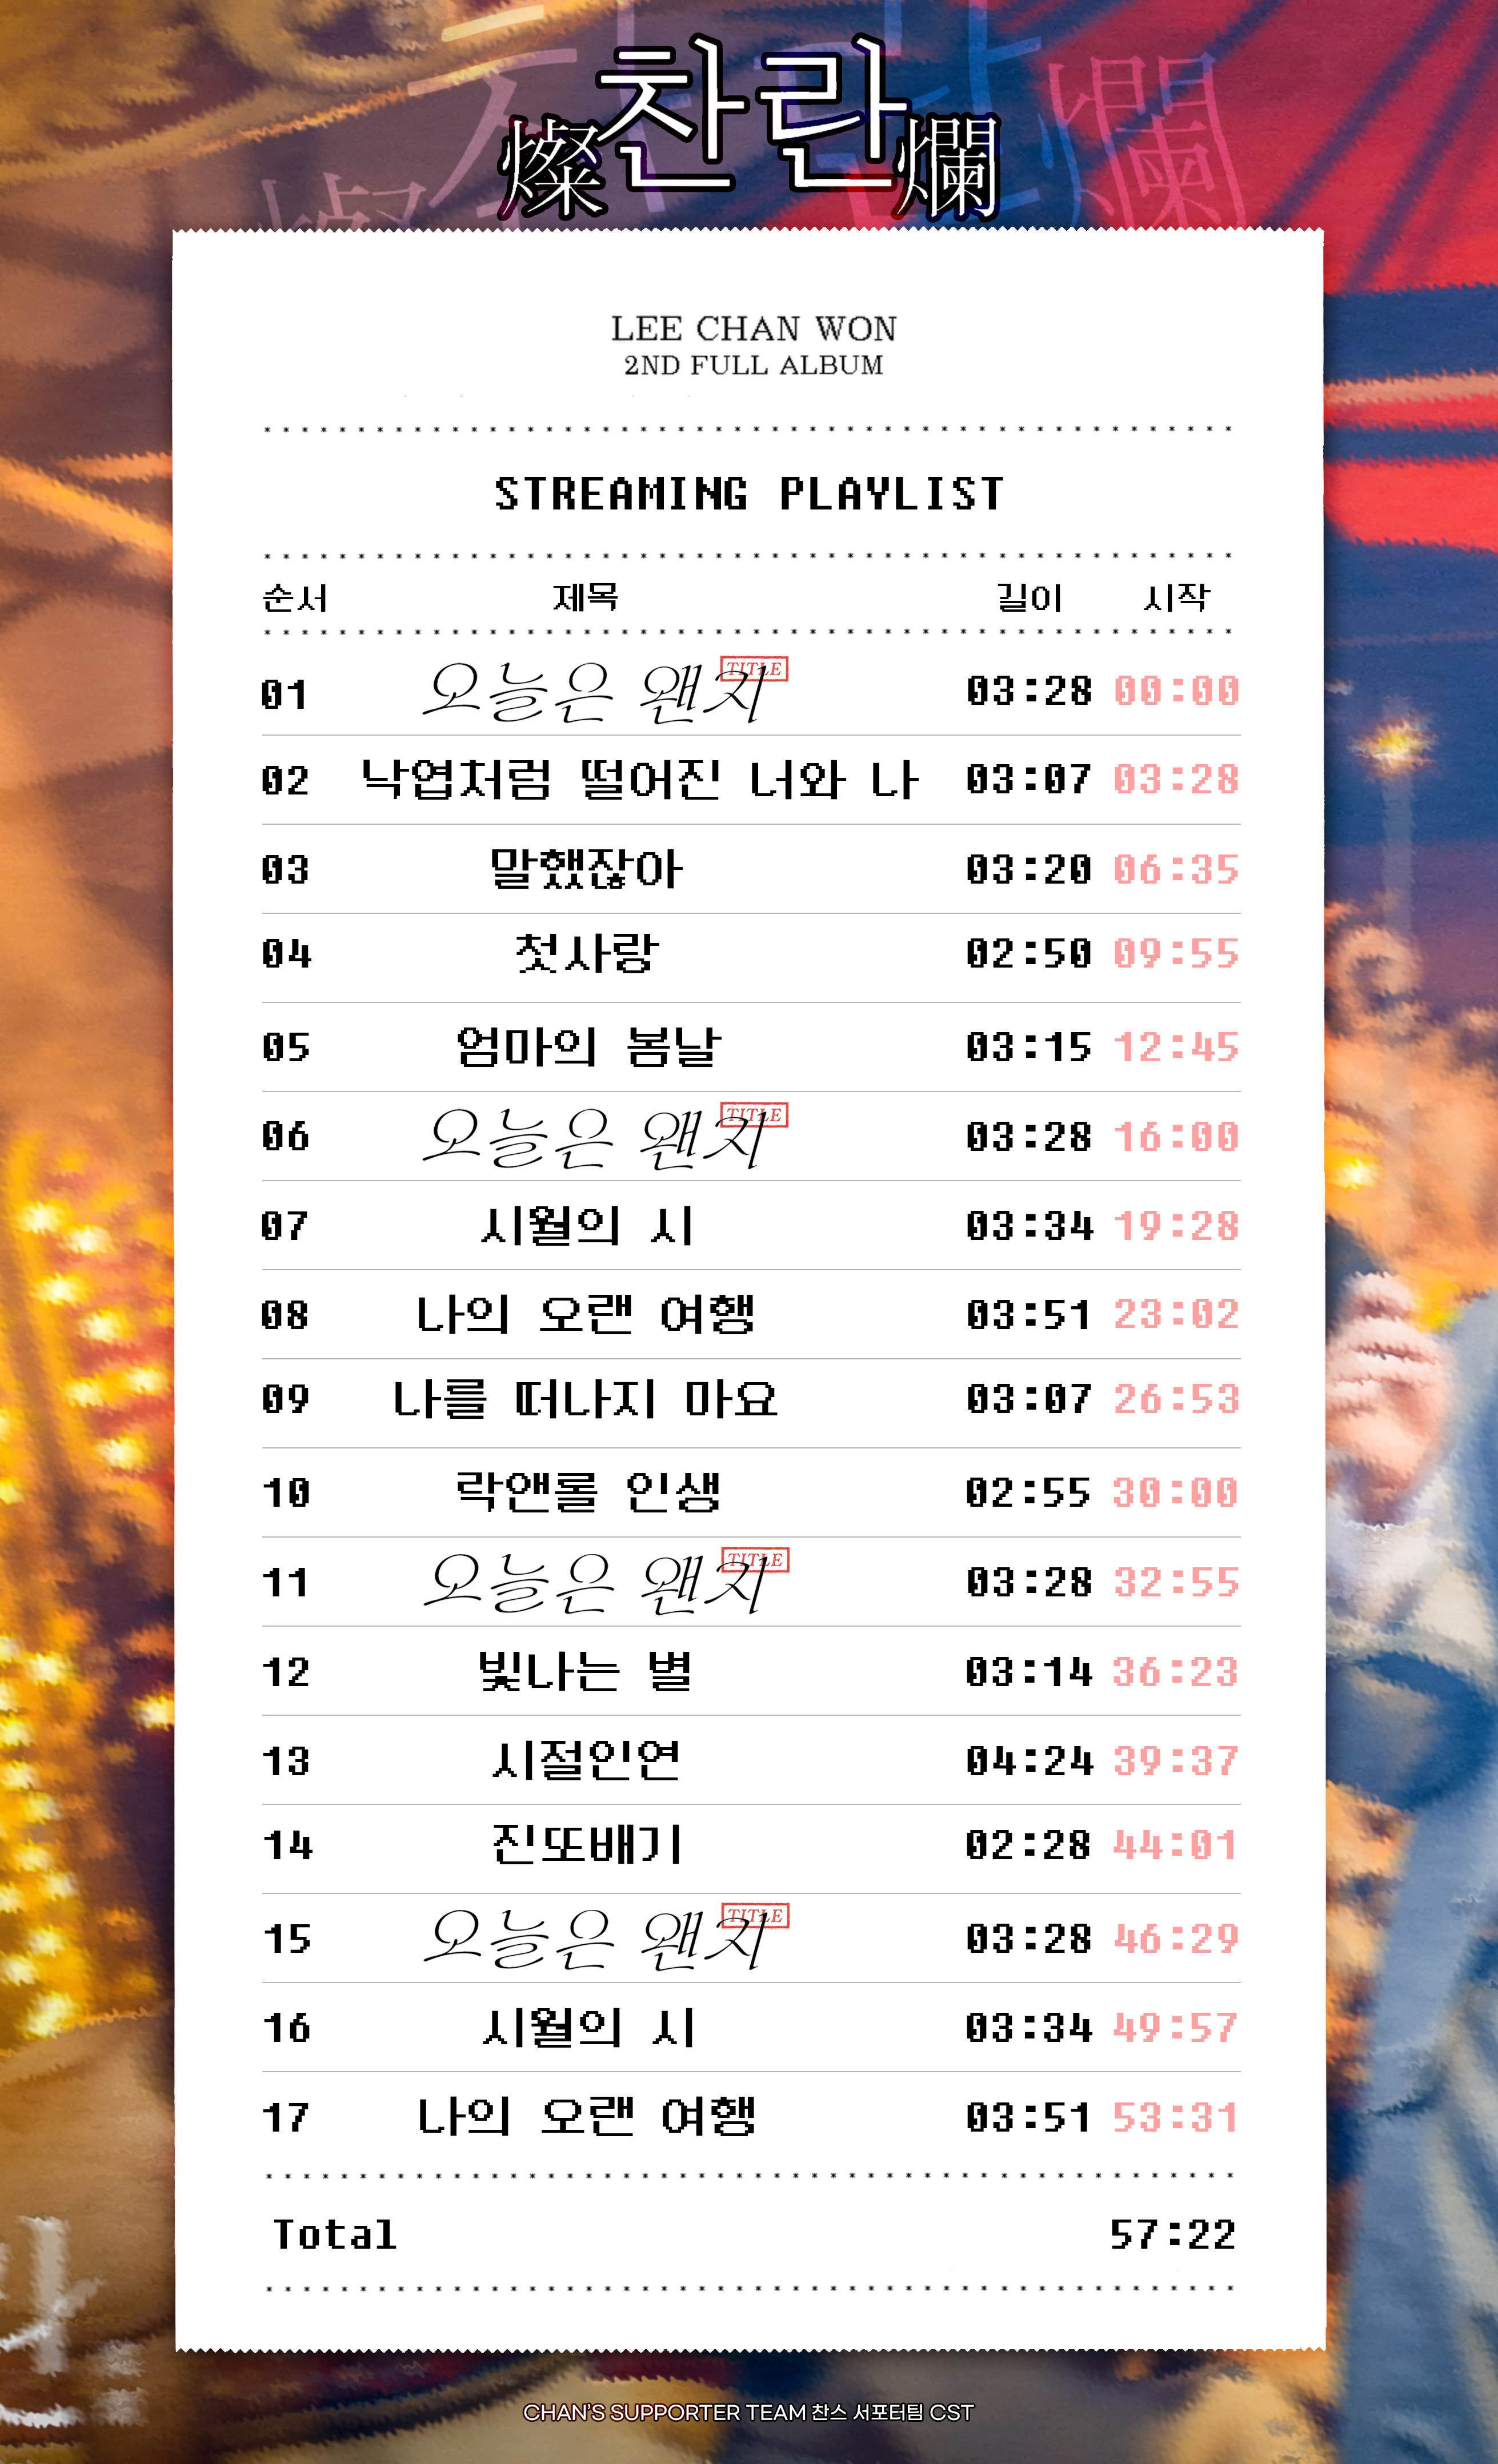 찬란
燦爛
LEE CHAN WON
2ND FULL ALBUM
STREAMING PLAYLIST
순서 제목 길이 시작
01 오늘은 왠지 TITLE 03:28 00:00
02 낙엽처럼 떨어진 너와 나 03:07 03:28
03 말했잖아 03:20 06:35
04 첫사랑 02:50 09:55
05 엄마의 봄날 03:15 12:45
06 오늘은 왠지 TITLE 03:28 16:00
07 시월의 시 03:34 19:28
08 나의 오랜 여행 03:51 23:02
09 나를 떠나지 마요 03:07 26:53
10 락앤롤 인생 02:55 30:00
11 오늘은 왠지 TITLE 03:28 32:55
12 빛나는 별 03:14 36:23
13 시절인연 04:24 39:37
14 진또배기 02:28 44:01
15 오늘은 왠지 TITLE 03:28 46:29
16 시월의 시 03:34 49:57
17 나의 오랜 여행 03:51 53:31
Total 57:22
CHAN'S SUPPORTER TEAM 찬스 서포터팀 CST